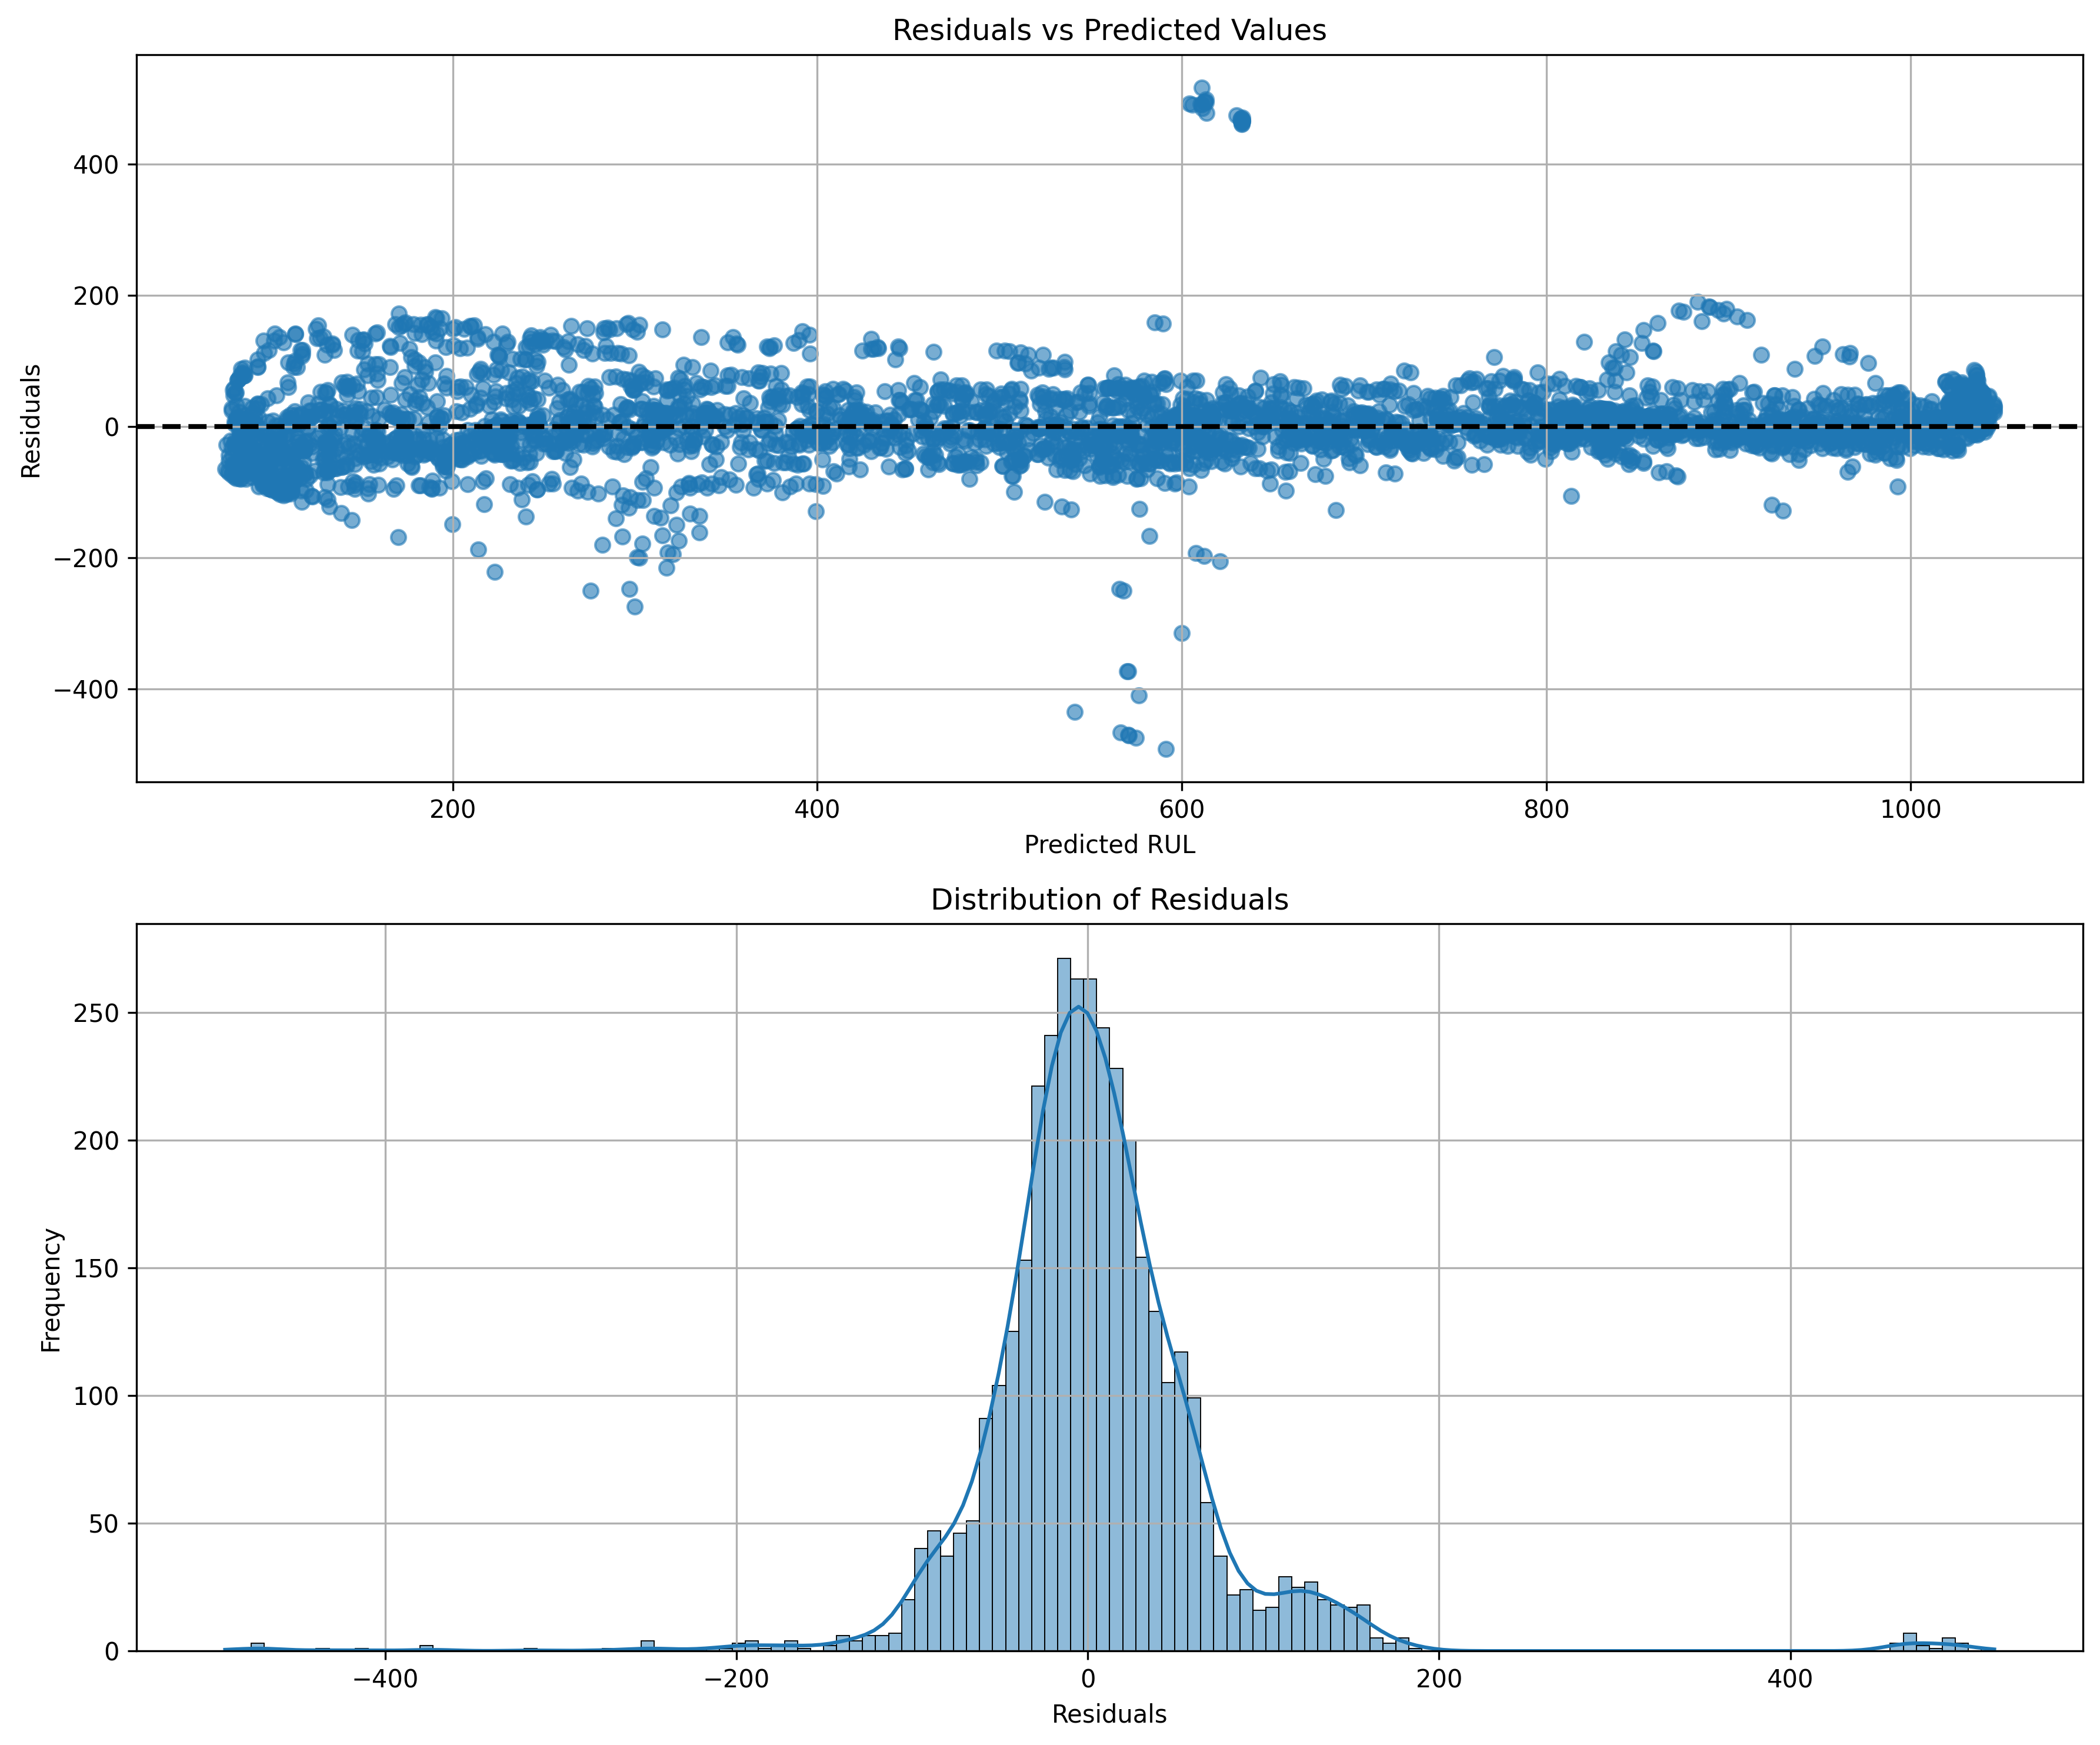 Residuals vs Predicted Values
Residuals
400
200
0
−200
−400
200 400 600 800 1000
Predicted RUL
Distribution of Residuals
Frequency
250
200
150
100
50
0
−400 −200 0 200 400
Residuals